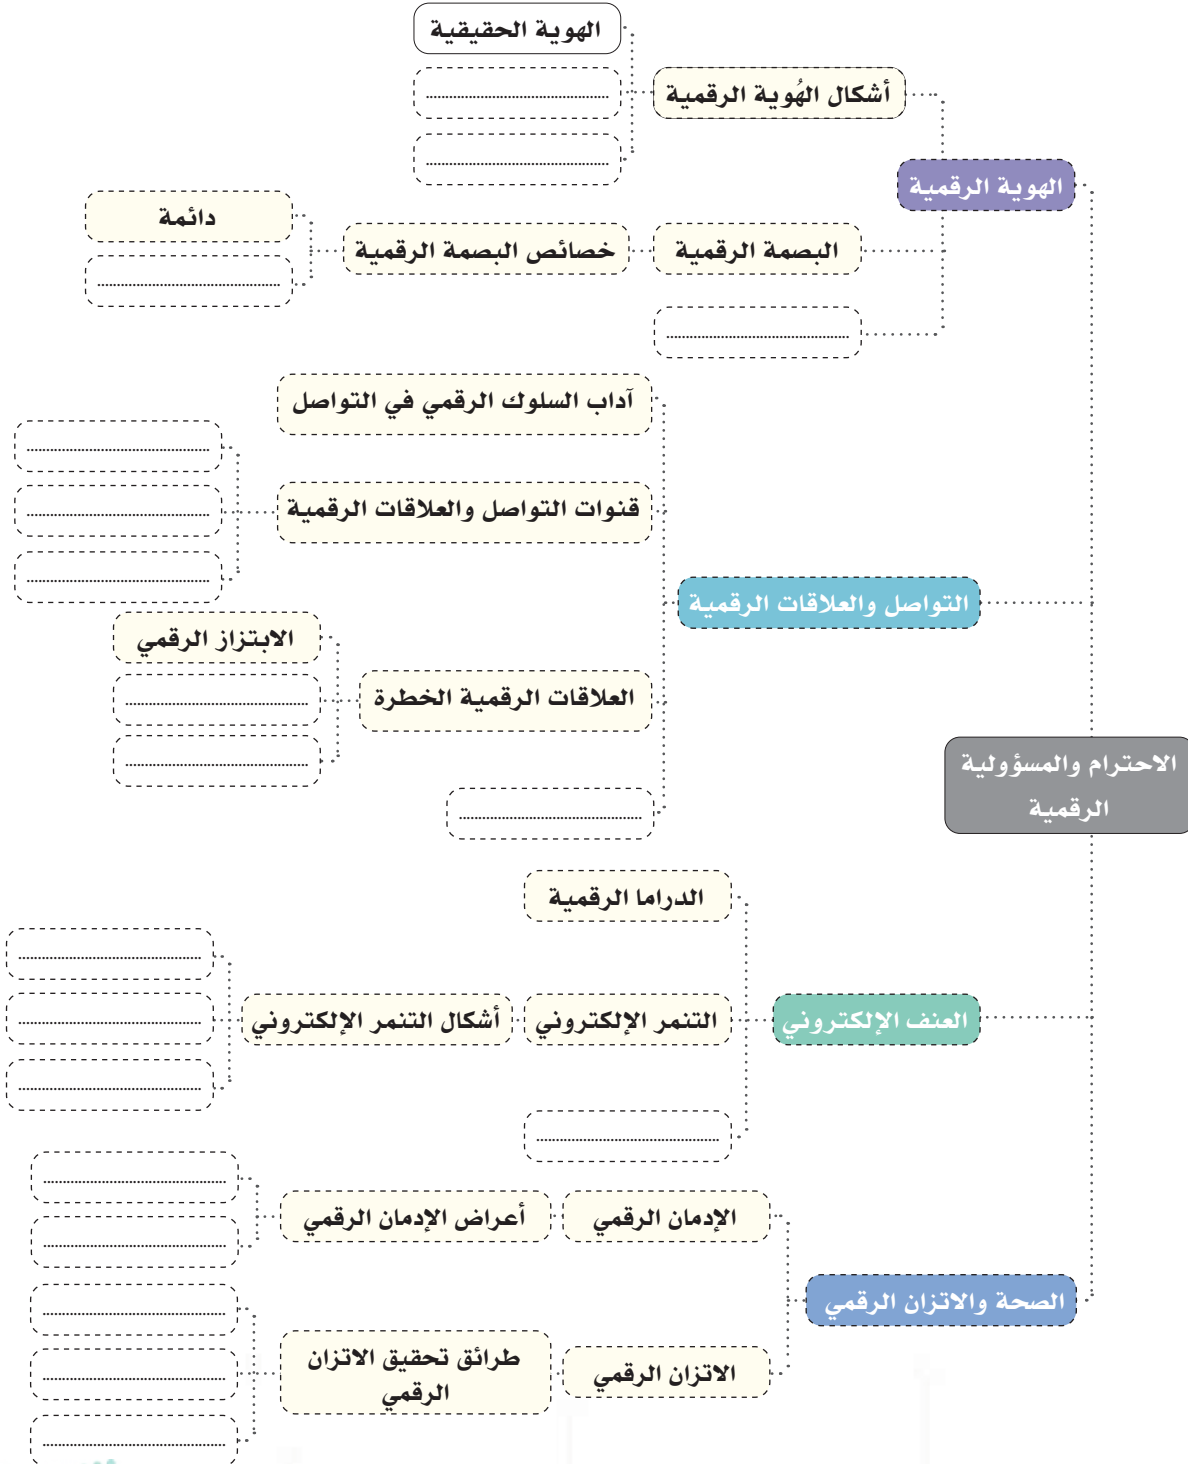 الهوية الحقيقية
أشكال الهُوية الرقمية
الهوية الرقمية
دائمة
خصائص البصمة الرقمية
البصمة الرقمية
آداب السلوك الرقمي في التواصل
قنوات التواصل والعلاقات الرقمية
التواصل والعلاقات الرقمية
الابتزاز الرقمي
العلاقات الرقمية الخطرة
الاحترام والمسؤولية
الرقمية
الدراما الرقمية
العنف الإلكتروني
التنمر الإلكتروني
أشكال التنمر الإلكتروني
الإدمان الرقمي
أعراض الإدمان الرقمي
الصحة والاتزان الرقمي
الاتزان الرقمي
طرائق تحقيق الاتزان
الرقمي